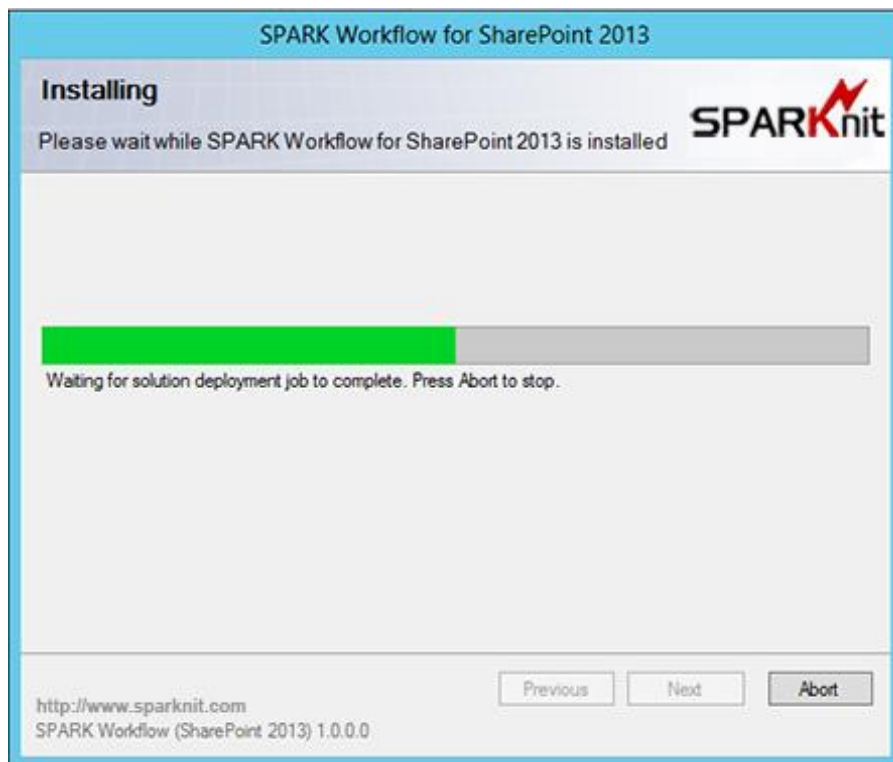 SPARK Workflow for SharePoint 2013
Installing
Please wait while SPARK Workflow for SharePoint 2013 is installed
SPARKnit
Waiting for solution deployment job to complete. Press Abort to stop.
Previous
Next
Abort
http://www.sparknit.com
SPARK Workflow (SharePoint 2013) 1.0.0.0